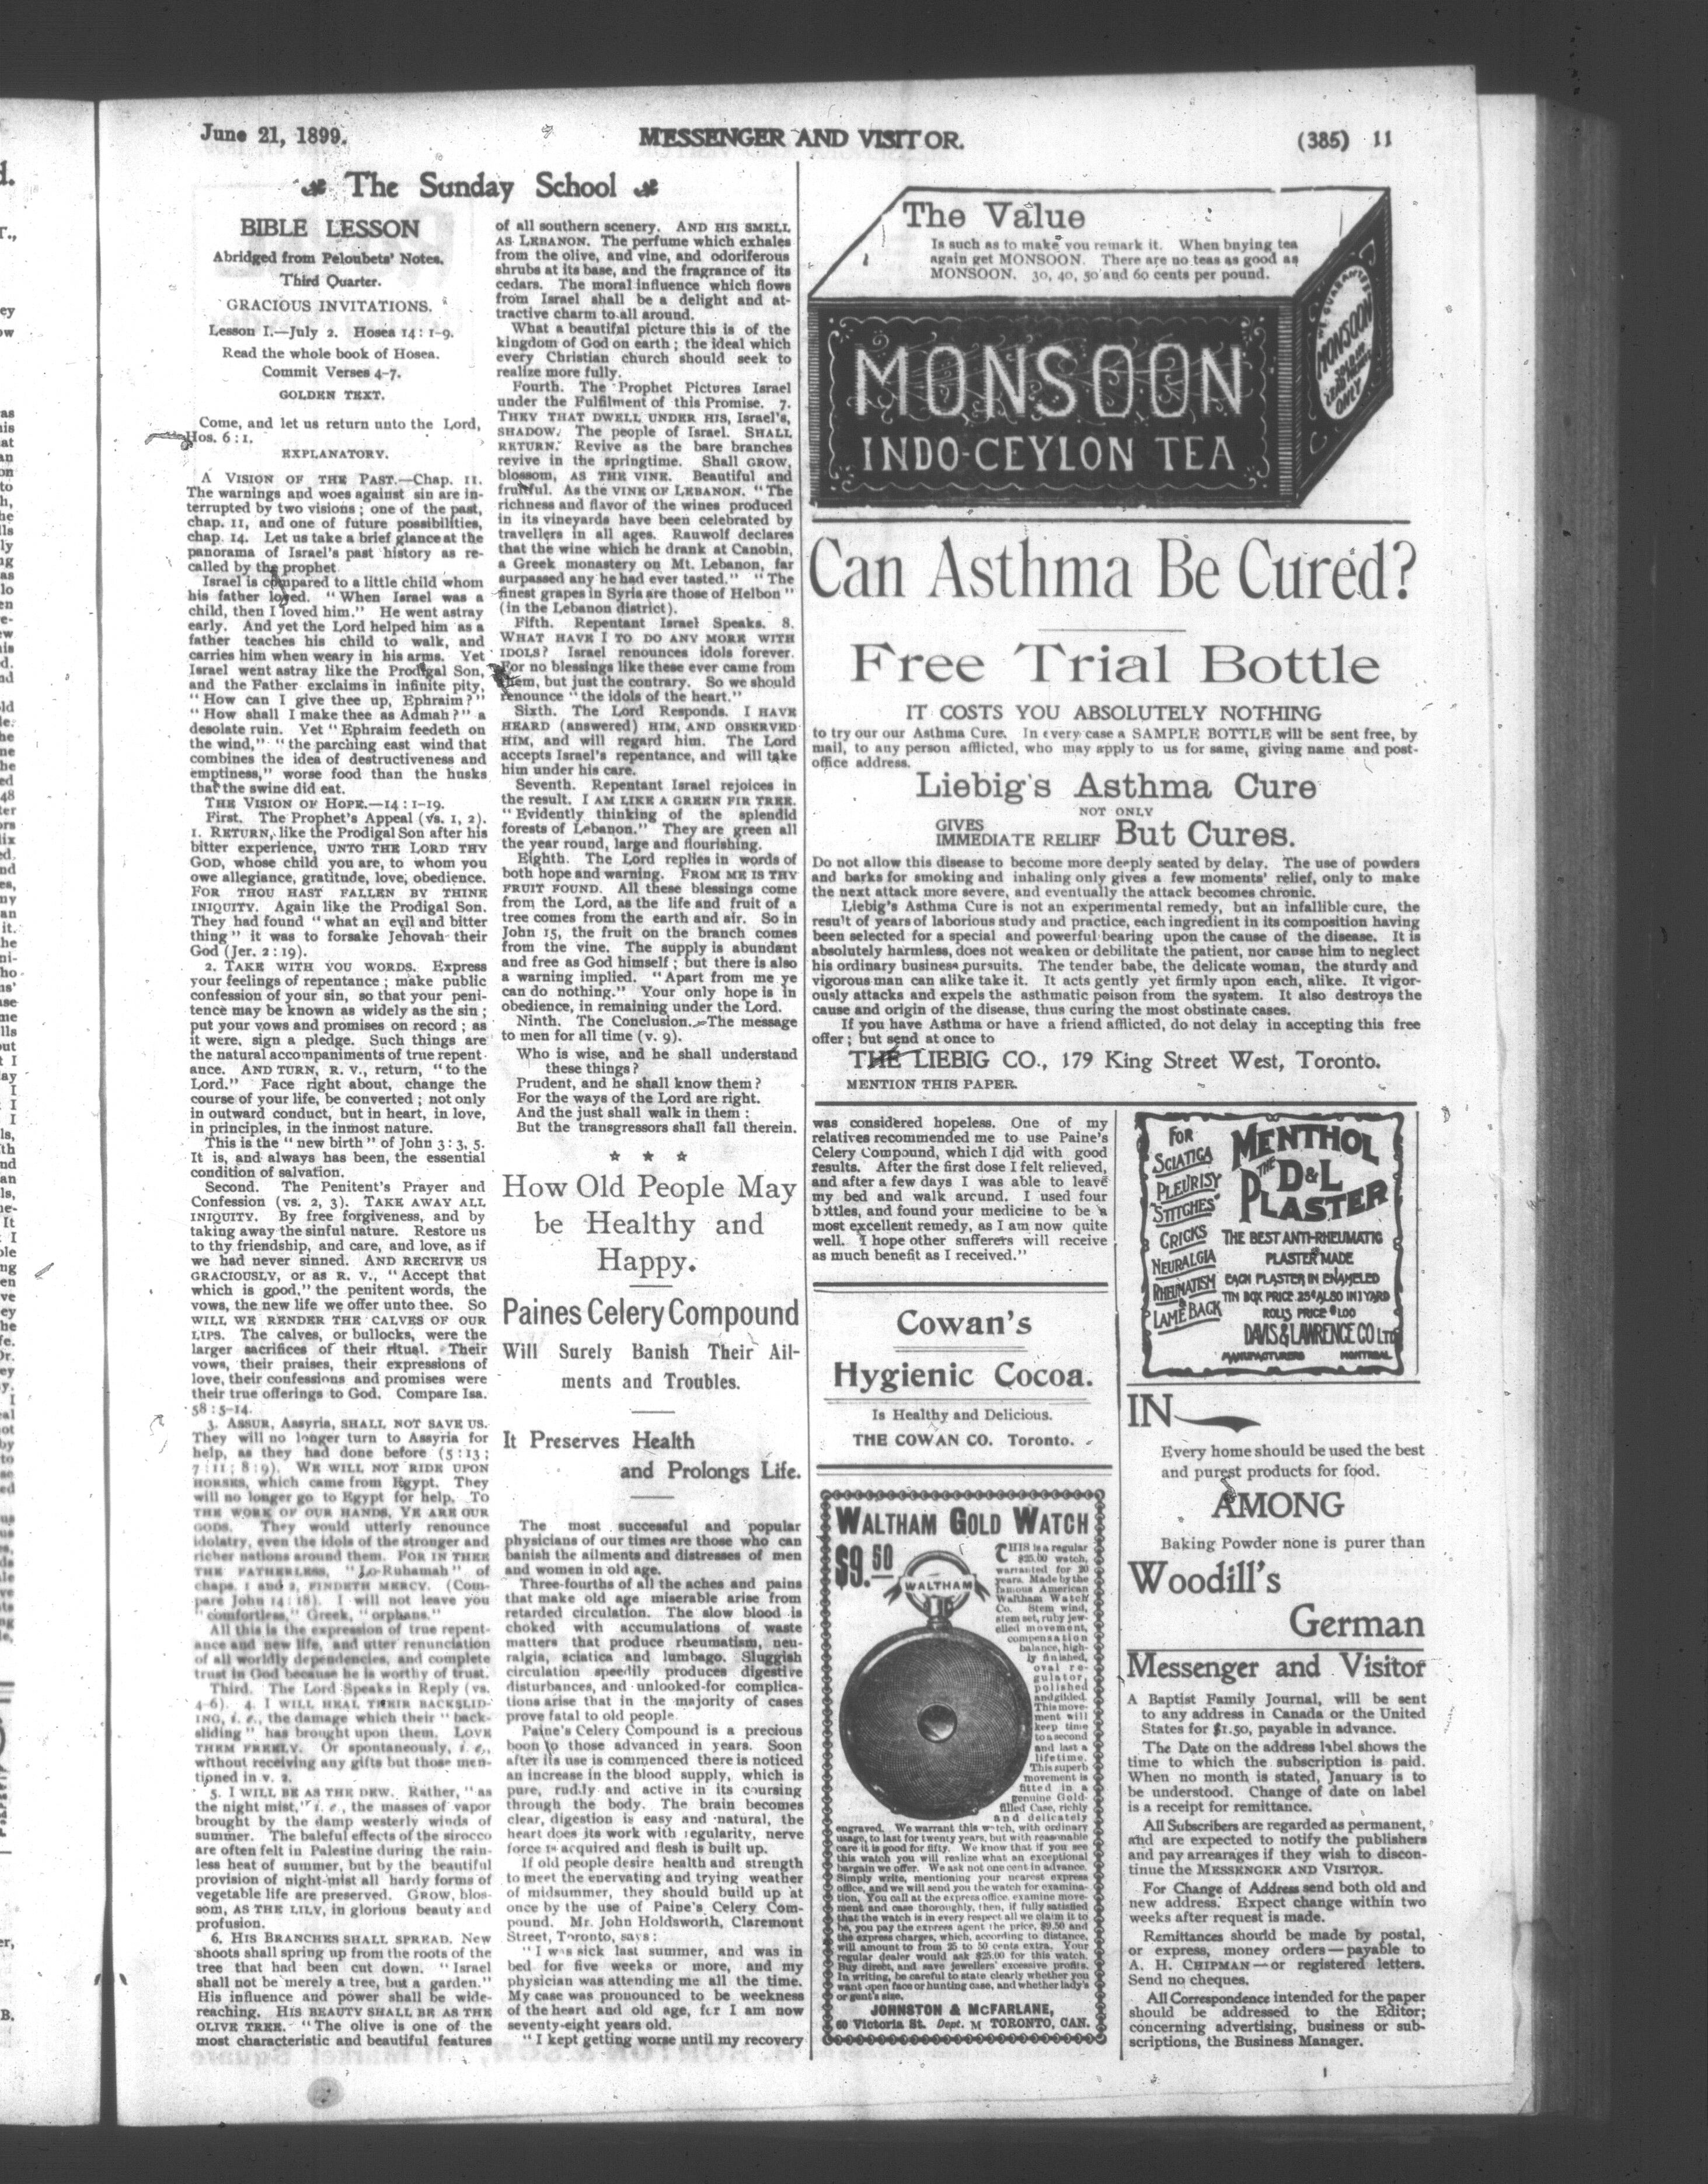 June 21, 1899.
MESSENGER AND VISITOR.
(385) 11
The Sunday School
BIBLE LESSON
Abridged from Peloubets' Notes.
Third Quarter.
GRACIOUS INVITATIONS.
Lesson I.—July 2. Hosea 14 : 1-9.
Read the whole book of Hosea.
Commit Verses 4-7.
GOLDEN TEXT.
Come, and let us return unto the Lord,
Hos. 6 : 1.
EXPLANATORY.
A VISION OF THE PAST.—Chap. 11.
The warnings and woes against sin are in-
terrupted by two visions ; one of the past,
chap. 11, and one of future possibilities,
chap. 14. Let us take a brief glance at the
panorama of Israel's past history as re-
called by the prophet
Israel is compared to a little child whom
his father loved. "When Israel was a
child, then I loved him." He went astray
early. And yet the Lord helped him as a
father teaches his child to walk, and
carries him when weary in his arms. Yet
Israel went astray like the Prodigal Son,
and the Father exclaims in infinite pity,
"How can I give thee up, Ephraim?"
"How shall I make thee as Admah?" a
desolate ruin. Yet "Ephraim feedeth on
the wind," "the parching east wind that
combines the idea of destructiveness and
emptiness," worse food than the husks
that the swine did eat.
THE VISION OF HOPE.—14 : 1-19.
First. The Prophet's Appeal (vs. 1, 2).
1. RETURN, like the Prodigal Son after his
bitter experience, UNTO THE LORD THY
GOD, whose child you are, to whom you
owe allegiance, gratitude, love, obedience.
FOR THOU HAST FALLEN BY THINE
INIQUITY. Again like the Prodigal Son.
They had found "what an evil and bitter
thing" it was to forsake Jehovah their
God (Jer. 2 : 19).
2. TAKE WITH YOU WORDS. Express
your feelings of repentance ; make public
confession of your sin, so that your peni-
tence may be known as widely as the sin ;
put your vows and promises on record ; as
it were, sign a pledge. Such things are
the natural accompaniments of true repent-
ance. AND TURN, R. V., return, "to the
Lord." Face right about, change the
course of your life, be converted ; not only
in outward conduct, but in heart, in love,
in principles, in the inmost nature.
This is the "new birth" of John 3 : 3, 5.
It is, and always has been, the essential
condition of salvation.
Second. The Penitent's Prayer and
Confession (vs. 2, 3). TAKE AWAY ALL
INIQUITY. By free forgiveness, and by
taking away the sinful nature. Restore us
to thy friendship, and care, and love, as if
we had never sinned. AND RECEIVE US
GRACIOUSLY, or as R. V., "Accept that
which is good," the penitent words, the
vows, the new life we offer unto thee. SO
WILL WE RENDER THE CALVES OF OUR
LIPS. The calves, or bullocks, were the
larger sacrifices of their ritual. Their
vows, their praises, their expressions of
love, their confessions and promises were
their true offerings to God. Compare Isa.
58 : 5-14.
3. ASSUR, Assyria, SHALL NOT SAVE US.
They will no longer turn to Assyria for
help, as they had done before (5 : 13 ;
7 : 11 ; 8 : 9). WE WILL NOT RIDE UPON
HORSES, which came from Egypt. They
will no longer go to Egypt for help. TO
THE WORK OF OUR HANDS, YE ARE OUR
GODS. They would utterly renounce
idolatry, even the idols of the stronger and
richer nations around them. FOR IN THEE
THE FATHERLESS, "Lo-Ruhamah" of
chaps. 1 and 2, FINDETH MERCY. (Com-
pare John 14 : 18). I will not leave you
"comfortless," Greek, "orphans."
All this is the expression of true repent-
ance and new life, and utter renunciation
of all worldly dependencies, and complete
trust in God because he is worthy of trust.
Third. The Lord Speaks in Reply (vs.
4-6). 4. I WILL HEAL THEIR BACKSLID-
ING, i. e., the damage which their "back-
sliding" has brought upon them. LOVE
THEM FREELY. Or spontaneously, i. e.,
without receiving any gifts but those men-
tioned in v. 2.
5. I WILL BE AS THE DEW. Rather, "as
the night mist," i. e , the masses of vapor
brought by the damp westerly winds of
summer. The baleful effects of the sirocco
are often felt in Palestine during the rain-
less heat of summer, but by the beautiful
provision of night-mist all hardy forms of
vegetable life are preserved. GROW, blos-
som, AS THE LILY, in glorious beauty and
profusion.
6. HIS BRANCHES SHALL SPREAD. New
shoots shall spring up from the roots of the
tree that had been cut down. "Israel
shall not be merely a tree, but a garden."
His influence and power shall be wide-
reaching. HIS BEAUTY SHALL BE AS THE
OLIVE TREE. "The olive is one of the
most characteristic and beautiful features
of all southern scenery. AND HIS SMELL
AS LEBANON. The perfume which exhales
from the olive, and vine, and odoriferous
shrubs at its base, and the fragrance of its
cedars. The moral influence which flows
from Israel shall be a delight and at-
tractive charm to all around.
What a beautiful picture this is of the
kingdom of God on earth ; the ideal which
every Christian church should seek to
realize more fully.
Fourth. The Prophet Pictures Israel
under the Fulfilment of this Promise. 7.
THEY THAT DWELL UNDER HIS, Israel's,
SHADOW. The people of Israel. SHALL
RETURN. Revive as the bare branches
revive in the springtime. Shall GROW,
blossom, AS THE VINE. Beautiful and
fruitful. As the VINE OF LEBANON. "The
richness and flavor of the wines produced
in its vineyards have been celebrated by
travellers in all ages. Rauwolf declares
that the wine which he drank at Canobin,
a Greek monastery on Mt. Lebanon, far
surpassed any he had ever tasted." "The
finest grapes in Syria are those of Helbon"
(in the Lebanon district).
Fifth. Repentant Israel Speaks. 8.
WHAT HAVE I TO DO ANY MORE WITH
IDOLS? Israel renounces idols forever.
For no blessings like these ever came from
them, but just the contrary. So we should
renounce "the idols of the heart."
Sixth. The Lord Responds. I HAVE
HEARD (answered) HIM, AND OBSERVED
HIM, and will regard him. The Lord
accepts Israel's repentance, and will take
him under his care.
Seventh. Repentant Israel rejoices in
the result. I AM LIKE A GREEN FIR TREE.
"Evidently thinking of the splendid
forests of Lebanon." They are green all
the year round, large and flourishing.
Eighth. The Lord replies in words of
both hope and warning. FROM ME IS THY
FRUIT FOUND. All these blessings come
from the Lord, as the life and fruit of a
tree comes from the earth and air. So in
John 15, the fruit on the branch comes
from the vine. The supply is abundant
and free as God himself ; but there is also
a warning implied. "Apart from me ye
can do nothing." Your only hope is in
obedience, in remaining under the Lord.
Ninth. The Conclusion.—The message
to men for all time (v. 9).
Who is wise, and he shall understand
these things?
Prudent, and he shall know them?
For the ways of the Lord are right.
And the just shall walk in them :
But the transgressors shall fall therein.
How Old People May
be Healthy and
Happy.
Paines Celery Compound
Will Surely Banish Their Ail-
ments and Troubles.
It Preserves Health
and Prolongs Life.
The most successful and popular
physicians of our times are those who can
banish the ailments and distresses of men
and women in old age.
Three-fourths of all the aches and pains
that make old age miserable arise from
retarded circulation. The slow blood is
choked with accumulations of waste
matters that produce rheumatism, neu-
ralgia, sciatica and lumbago. Sluggish
circulation speedily produces digestive
disturbances, and unlooked-for complica-
tions arise that in the majority of cases
prove fatal to old people.
Paine's Celery Compound is a precious
boon to those advanced in years. Soon
after its use is commenced there is noticed
an increase in the blood supply, which is
pure, ruddy and active in its coursing
through the body. The brain becomes
clear, digestion is easy and natural, the
heart does its work with regularity, nerve
force is acquired and flesh is built up.
If old people desire health and strength
to meet the enervating and trying weather
of midsummer, they should build up at
once by the use of Paine's Celery Com-
pound. Mr. John Holdsworth, Claremont
Street, Toronto, says :
"I was sick last summer, and was in
bed for five weeks or more, and my
physician was attending me all the time.
My case was pronounced to be weekness
of the heart and old age, for I am now
seventy-eight years old.
"I kept getting worse until my recovery
The Value
Is such as to make you remark it. When buying tea
again get MONSOON. There are no teas as good as
MONSOON. 30, 40, 50 and 60 cents per pound.
MONSOON
INDO-CEYLON TEA
MONSOON
SOLD IN
LEAD PACKETS
ONLY
Can Asthma Be Cured?
Free Trial Bottle
IT COSTS YOU ABSOLUTELY NOTHING
to try our our Asthma Cure. In every case a SAMPLE BOTTLE will be sent free, by
mail, to any person afflicted, who may apply to us for same, giving name and post-
office address.
Liebig's Asthma Cure
NOT ONLY
GIVES
IMMEDIATE RELIEF But Cures.
Do not allow this disease to become more deeply seated by delay. The use of powders
and barks for smoking and inhaling only gives a few moments' relief, only to make
the next attack more severe, and eventually the attack becomes chronic.
Liebig's Asthma Cure is not an experimental remedy, but an infallible cure, the
result of years of laborious study and practice, each ingredient in its composition having
been selected for a special and powerful bearing upon the cause of the disease. It is
absolutely harmless, does not weaken or debilitate the patient, nor cause him to neglect
his ordinary business pursuits. The tender babe, the delicate woman, the sturdy and
vigorous man can alike take it. It acts gently yet firmly upon each, alike. It vigor-
ously attacks and expels the asthmatic poison from the system. It also destroys the
cause and origin of the disease, thus curing the most obstinate cases.
If you have Asthma or have a friend afflicted, do not delay in accepting this free
offer ; but send at once to
THE LIEBIG CO., 179 King Street West, Toronto.
MENTION THIS PAPER.
was considered hopeless. One of my
relatives recommended me to use Paine's
Celery Compound, which I did with good
results. After the first dose I felt relieved,
and after a few days I was able to leave
my bed and walk around. I used four
bottles, and found your medicine to be a
most excellent remedy, as I am now quite
well. I hope other sufferers will receive
as much benefit as I received."
Cowan's
Hygienic Cocoa.
Is Healthy and Delicious.
THE COWAN CO. Toronto.
WALTHAM GOLD WATCH
$9.50
WALTHAM
THIS is a regular
$25.00 watch,
warranted for 20
years. Made by the
famous American
Waltham Watch
Co. Stem wind,
stem set, ruby jew-
elled movement,
compensation
balance, high-
ly finished,
oval re-
gulator,
polished
and gilded.
This move-
ment will
keep time
to a second
and last a
lifetime.
This superb
movement is
fitted in a
genuine Gold-
filled Case, richly
and delicately
engraved. We warrant this watch, with ordinary
usage, to last for twenty years, but with reasonable
care it is good for fifty. We know that if you see
this watch you will realize what an exceptional
bargain we offer. We ask not one cent in advance.
Simply write, mentioning your nearest express
office, and we will send you the watch for examina-
tion. You call at the express office, examine move-
ment and case thoroughly, then, if fully satisfied
that the watch is in every respect all we claim it to
be, you pay the express agent the price, $9.50 and
the express charges, which, according to distance,
will amount to from 25 to 50 cents extra. Your
regular dealer would ask $25.00 for this watch.
Buy direct, and save jewellers' excessive profits.
In writing, be careful to state clearly whether you
want open face or hunting case, and whether lady's
or gent's size.
JOHNSTON & McFARLANE,
60 Victoria St. Dept. M TORONTO, CAN.
FOR
SCIATICA
PLEURISY
"STITCHES"
CRICKS
NEURALGIA
RHEUMATISM
& LAME BACK
MENTHOL
THE D&L
PLASTER
THE BEST ANTI-RHEUMATIC
PLASTER MADE
EACH PLASTER IN ENAMELED
TIN BOX PRICE 25¢ ALSO IN 1 YARD
ROLLS PRICE $1.00
DAVIS & LAWRENCE CO LTD
MANUFACTURERS MONTREAL
IN
Every home should be used the best
and purest products for food.
AMONG
Baking Powder none is purer than
Woodill's
German
Messenger and Visitor
A Baptist Family Journal, will be sent
to any address in Canada or the United
States for $1.50, payable in advance.
The Date on the address label shows the
time to which the subscription is paid.
When no month is stated, January is to
be understood. Change of date on label
is a receipt for remittance.
All Subscribers are regarded as permanent,
and are expected to notify the publishers
and pay arrearages if they wish to discon-
tinue the MESSENGER AND VISITOR.
For Change of Address send both old and
new address. Expect change within two
weeks after request is made.
Remittances should be made by postal,
or express, money orders — payable to
A. H. CHIPMAN — or registered letters.
Send no cheques.
All Correspondence intended for the paper
should be addressed to the Editor;
concerning advertising, business or sub-
scriptions, the Business Manager.